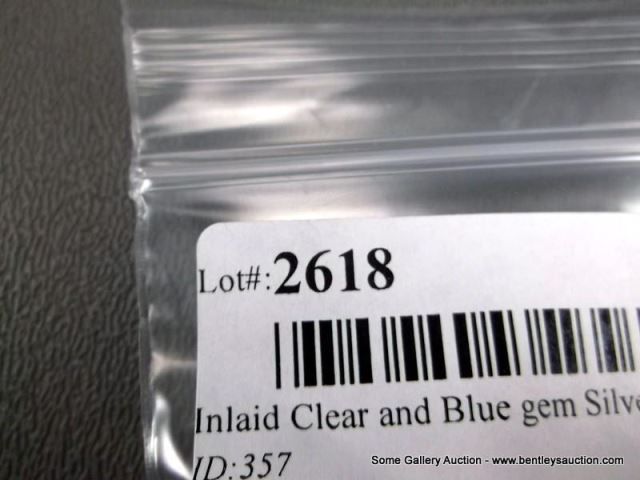 Lot#:2618
Inlaid Clear and Blue gem Silve
ID:357
Some Gallery Auction - www.bentleysauction.com